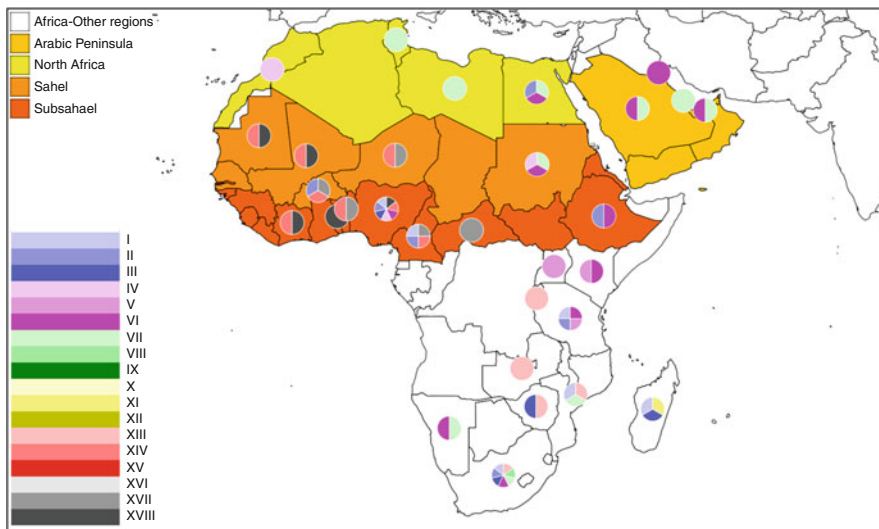 Africa-Other regions
Arabic Peninsula
North Africa
Sahel
Subsahael
I
II
III
IV
V
VI
VII
VIII
IX
X
XI
XII
XIII
XIV
XV
XVI
XVII
XVIII